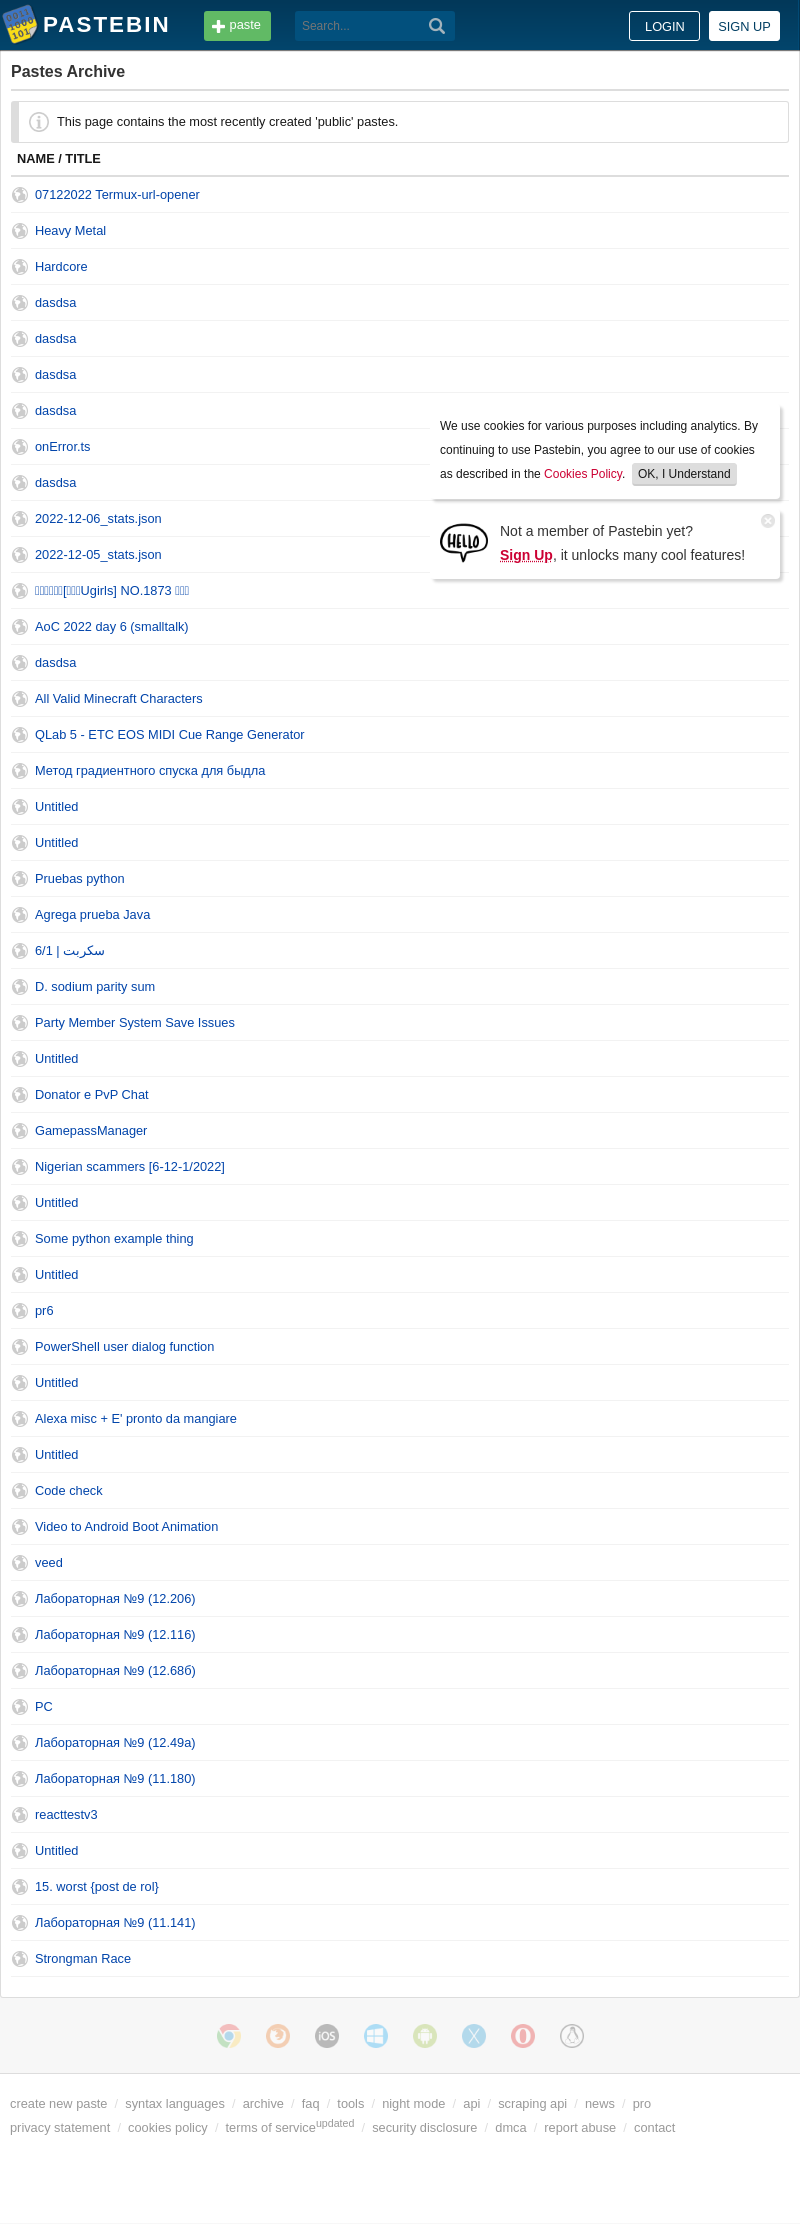 PASTEBIN
paste
Search...
LOGIN
SIGN UP
Pastes Archive
This page contains the most recently created 'public' pastes.
NAME / TITLE
07122022 Termux-url-opener
Heavy Metal
Hardcore
dasdsa
dasdsa
dasdsa
dasdsa
onError.ts
dasdsa
2022-12-06_stats.json
2022-12-05_stats.json
We use cookies for various purposes including analytics. By
continuing to use Pastebin, you agree to our use of cookies
as described in the Cookies Policy. OK, I Understand
HELLO
Not a member of Pastebin yet?
Sign Up, it unlocks many cool features!
[Ugirls] NO.1873
AoC 2022 day 6 (smalltalk)
dasdsa
All Valid Minecraft Characters
QLab 5 - ETC EOS MIDI Cue Range Generator
Метод градиентного спуска для быдла
Untitled
Untitled
Pruebas python
Agrega prueba Java
6/1 | سكربت
D. sodium parity sum
Party Member System Save Issues
Untitled
Donator e PvP Chat
GamepassManager
Nigerian scammers [6-12-1/2022]
Untitled
Some python example thing
Untitled
pr6
PowerShell user dialog function
Untitled
Alexa misc + E' pronto da mangiare
Untitled
Code check
Video to Android Boot Animation
veed
Лабораторная №9 (12.206)
Лабораторная №9 (12.116)
Лабораторная №9 (12.68б)
PC
Лабораторная №9 (12.49а)
Лабораторная №9 (11.180)
reacttestv3
Untitled
15. worst {post de rol}
Лабораторная №9 (11.141)
Strongman Race
iOS
create new paste / syntax languages / archive / faq / tools / night mode / api / scraping api / news / pro
privacy statement / cookies policy / terms of serviceupdated / security disclosure / dmca / report abuse / contact